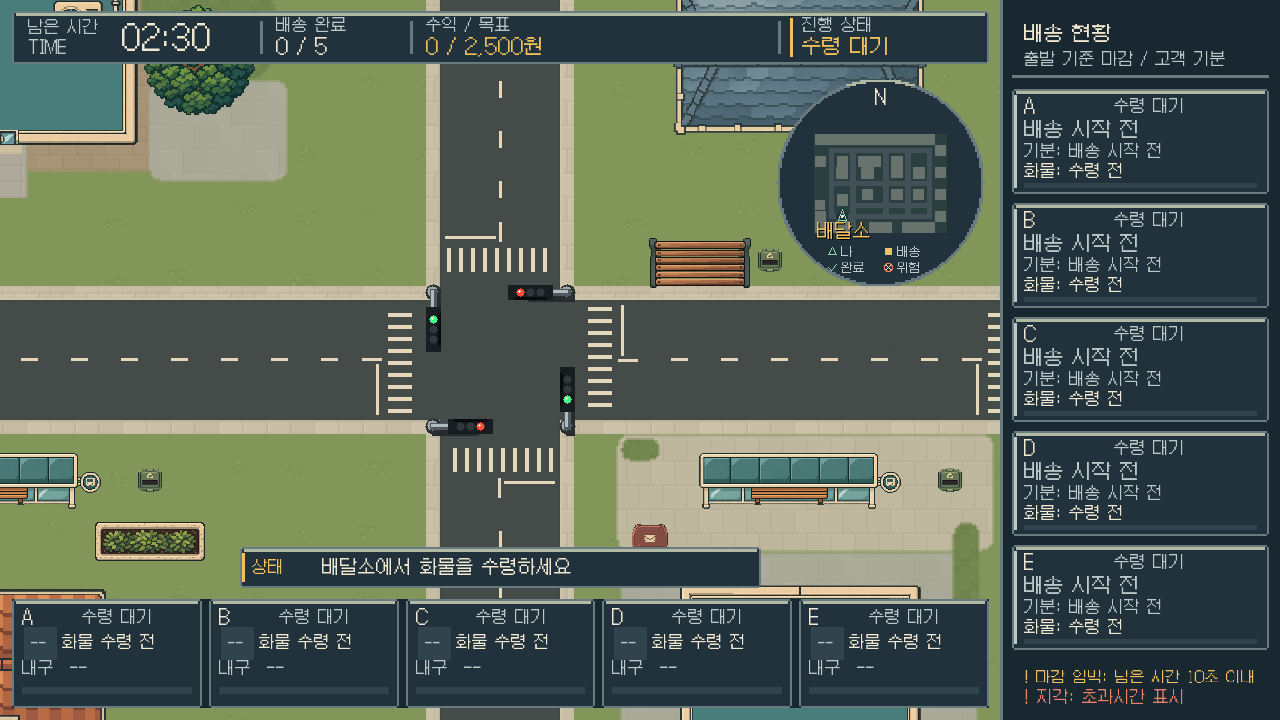 남은 시간
TIME
02:30
배송 완료
0 / 5
수익 / 목표
0 / 2,500원
진행 상태
수령 대기
N
배달소
나
배송
완료
위험
배송 현황
출발 기준 마감 / 고객 기분
A 수령 대기
배송 시작 전
기분: 배송 시작 전
화물: 수령 전
B 수령 대기
배송 시작 전
기분: 배송 시작 전
화물: 수령 전
C 수령 대기
배송 시작 전
기분: 배송 시작 전
화물: 수령 전
D 수령 대기
배송 시작 전
기분: 배송 시작 전
화물: 수령 전
E 수령 대기
배송 시작 전
기분: 배송 시작 전
화물: 수령 전
! 마감 임박: 남은 시간 10초 이내
! 지각: 초과시간 표시
상태 배달소에서 화물을 수령하세요
A 수령 대기
-- 화물 수령 전
내구 --
B 수령 대기
-- 화물 수령 전
내구 --
C 수령 대기
-- 화물 수령 전
내구 --
D 수령 대기
-- 화물 수령 전
내구 --
E 수령 대기
-- 화물 수령 전
내구 --